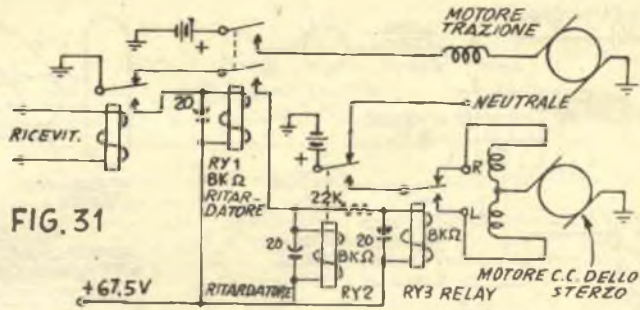 MOTORE
TRAZIONE
+
20
RICEVIT.
RY1
8KΩ
RITAR-
DATORE
NEUTRALE
+
22K
R
L
FIG. 31
20
8KΩ
20
8KΩ
+67,5V
RITARDATORE
RY2
RY3 RELAY
MOTORE C.C. DELLO
STERZO